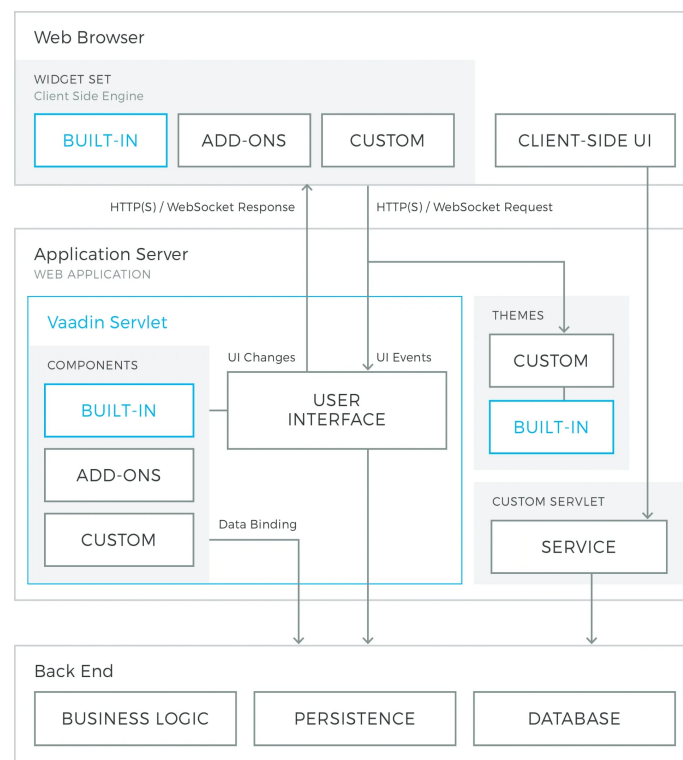 Web Browser
WIDGET SET
Client Side Engine
BUILT-IN
ADD-ONS
CUSTOM
CLIENT-SIDE UI
HTTP(S) / WebSocket Response
HTTP(S) / WebSocket Request
Application Server
WEB APPLICATION
Vaadin Servlet
THEMES
COMPONENTS
UI Changes
UI Events
CUSTOM
BUILT-IN
USER
INTERFACE
BUILT-IN
ADD-ONS
CUSTOM
Data Binding
CUSTOM SERVLET
SERVICE
Back End
BUSINESS LOGIC
PERSISTENCE
DATABASE